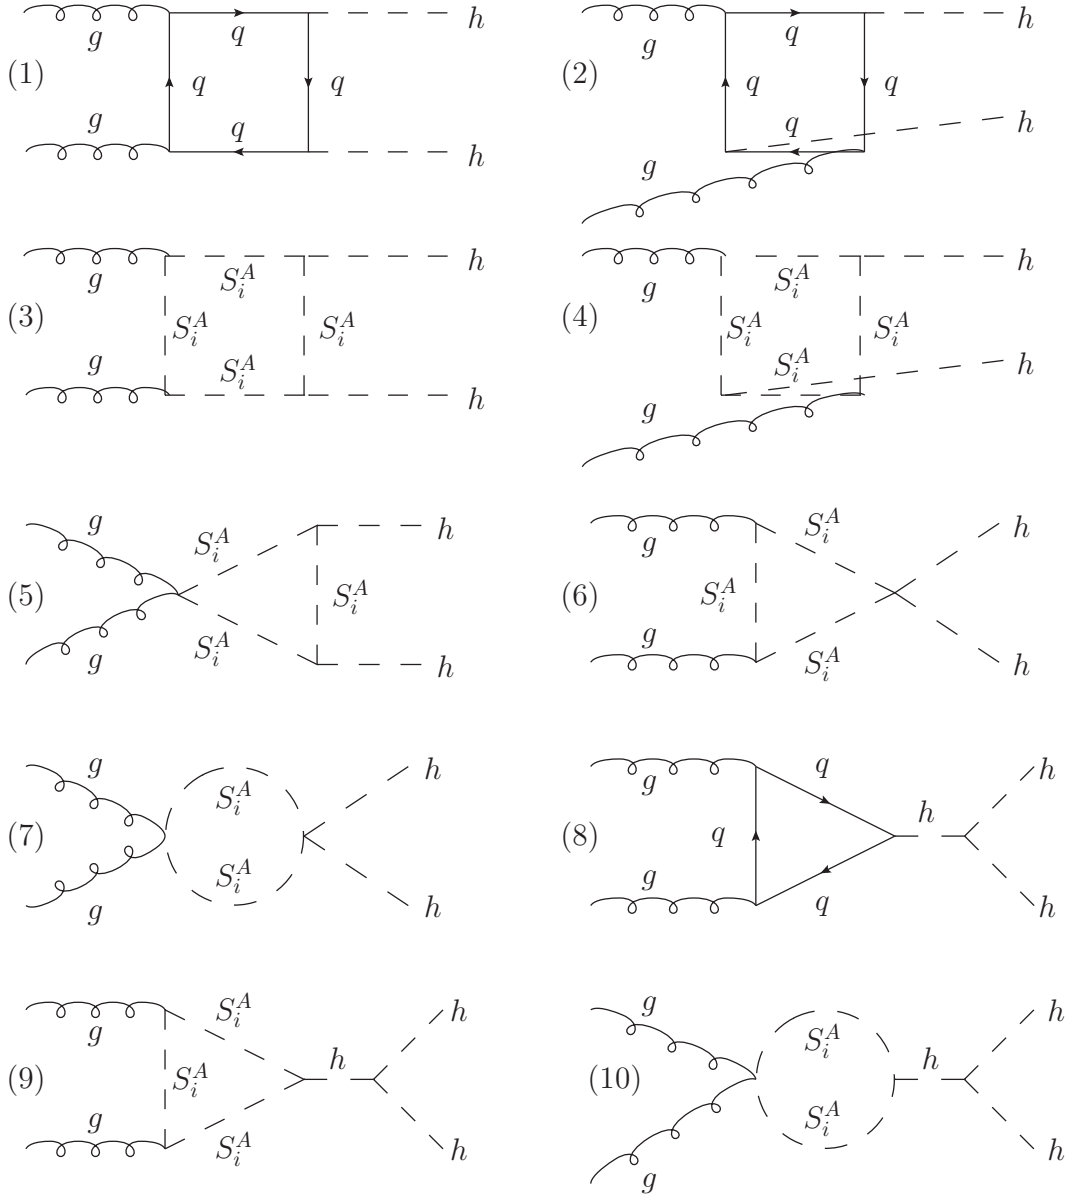 g q h
(1) q q
g q h
g q h
(2) q q
g q h
g S_i^A h
(3) S_i^A S_i^A
g S_i^A h
g S_i^A h
(4) S_i^A S_i^A
g S_i^A h
g S_i^A h
(5) S_i^A
g S_i^A h
g S_i^A h
(6) S_i^A
g S_i^A h
g S_i^A h
(7)
g S_i^A h
g q h
(8) q h
g q h
g S_i^A h
(9) S_i^A h
g S_i^A h
g S_i^A h
(10) h
g S_i^A h